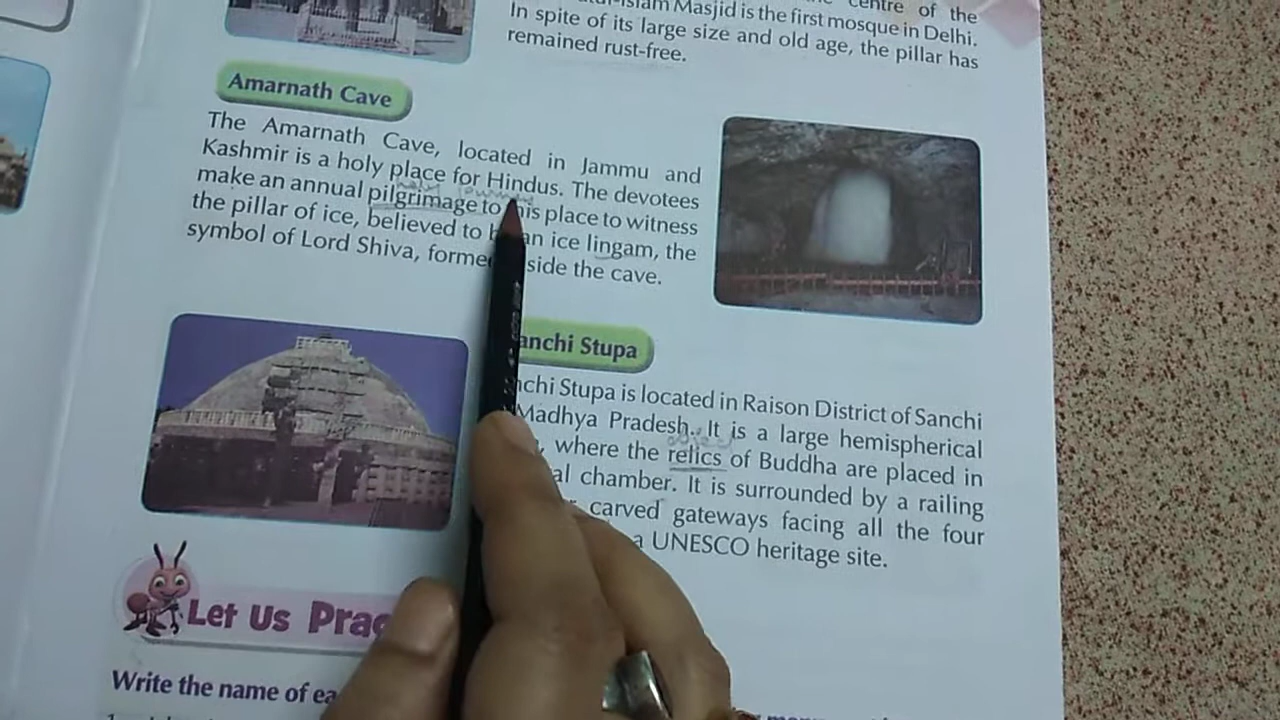 centre of the
-Islam Masjid is the first mosque in Delhi.
In spite of its large size and old age, the pillar has
remained rust-free.
Amarnath Cave
The Amarnath Cave, located in Jammu and
Kashmir is a holy place for Hindus. The devotees
holy journey
make an annual pilgrimage to this place to witness
the pillar of ice, believed to b an ice lingam, the
symbol of Lord Shiva, forme side the cave.
anchi Stupa
nchi Stupa is located in Raison District of Sanchi
Madhya Pradesh. It is a large hemispherical
where the relics of Buddha are placed in
al chamber. It is surrounded by a railing
carved gateways facing all the four
a UNESCO heritage site.
Let Us Prac
Write the name of ea